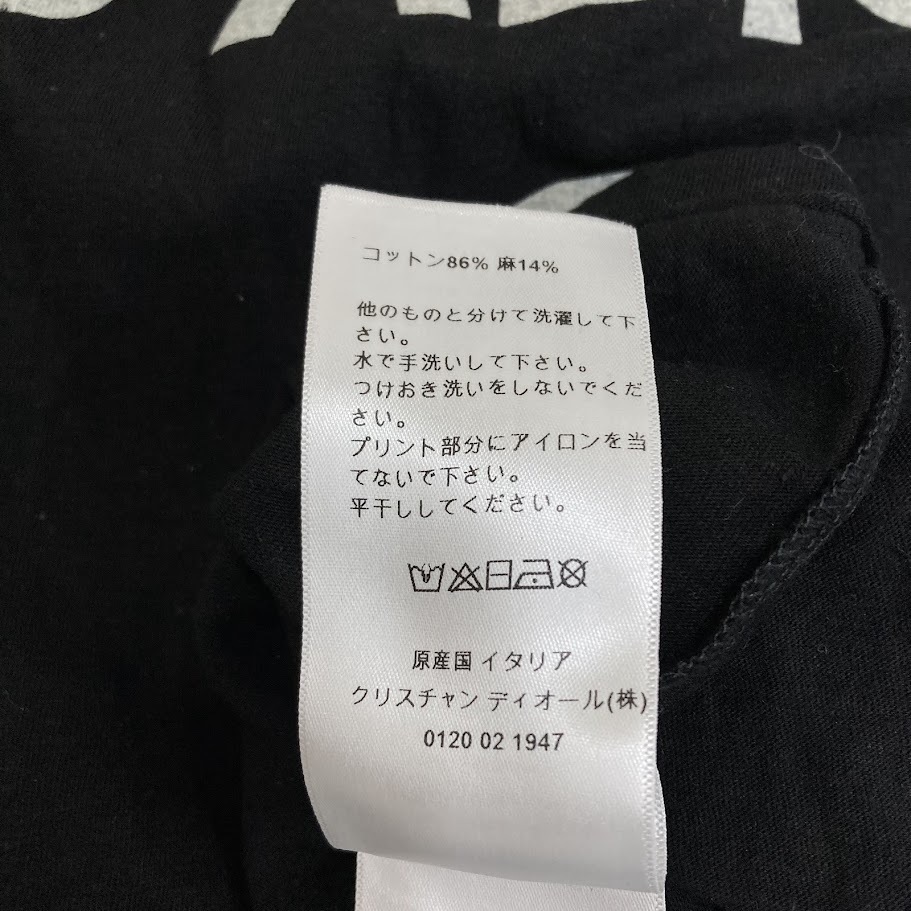 コットン86% 麻14%
他のものと分けて洗濯して下
さい。
水で手洗いして下さい。
つけおき洗いをしないでくだ
さい。
プリント部分にアイロンを当
てないで下さい。
平干ししてください。
原産国 イタリア
クリスチャン ディオール(株)
0120 02 1947